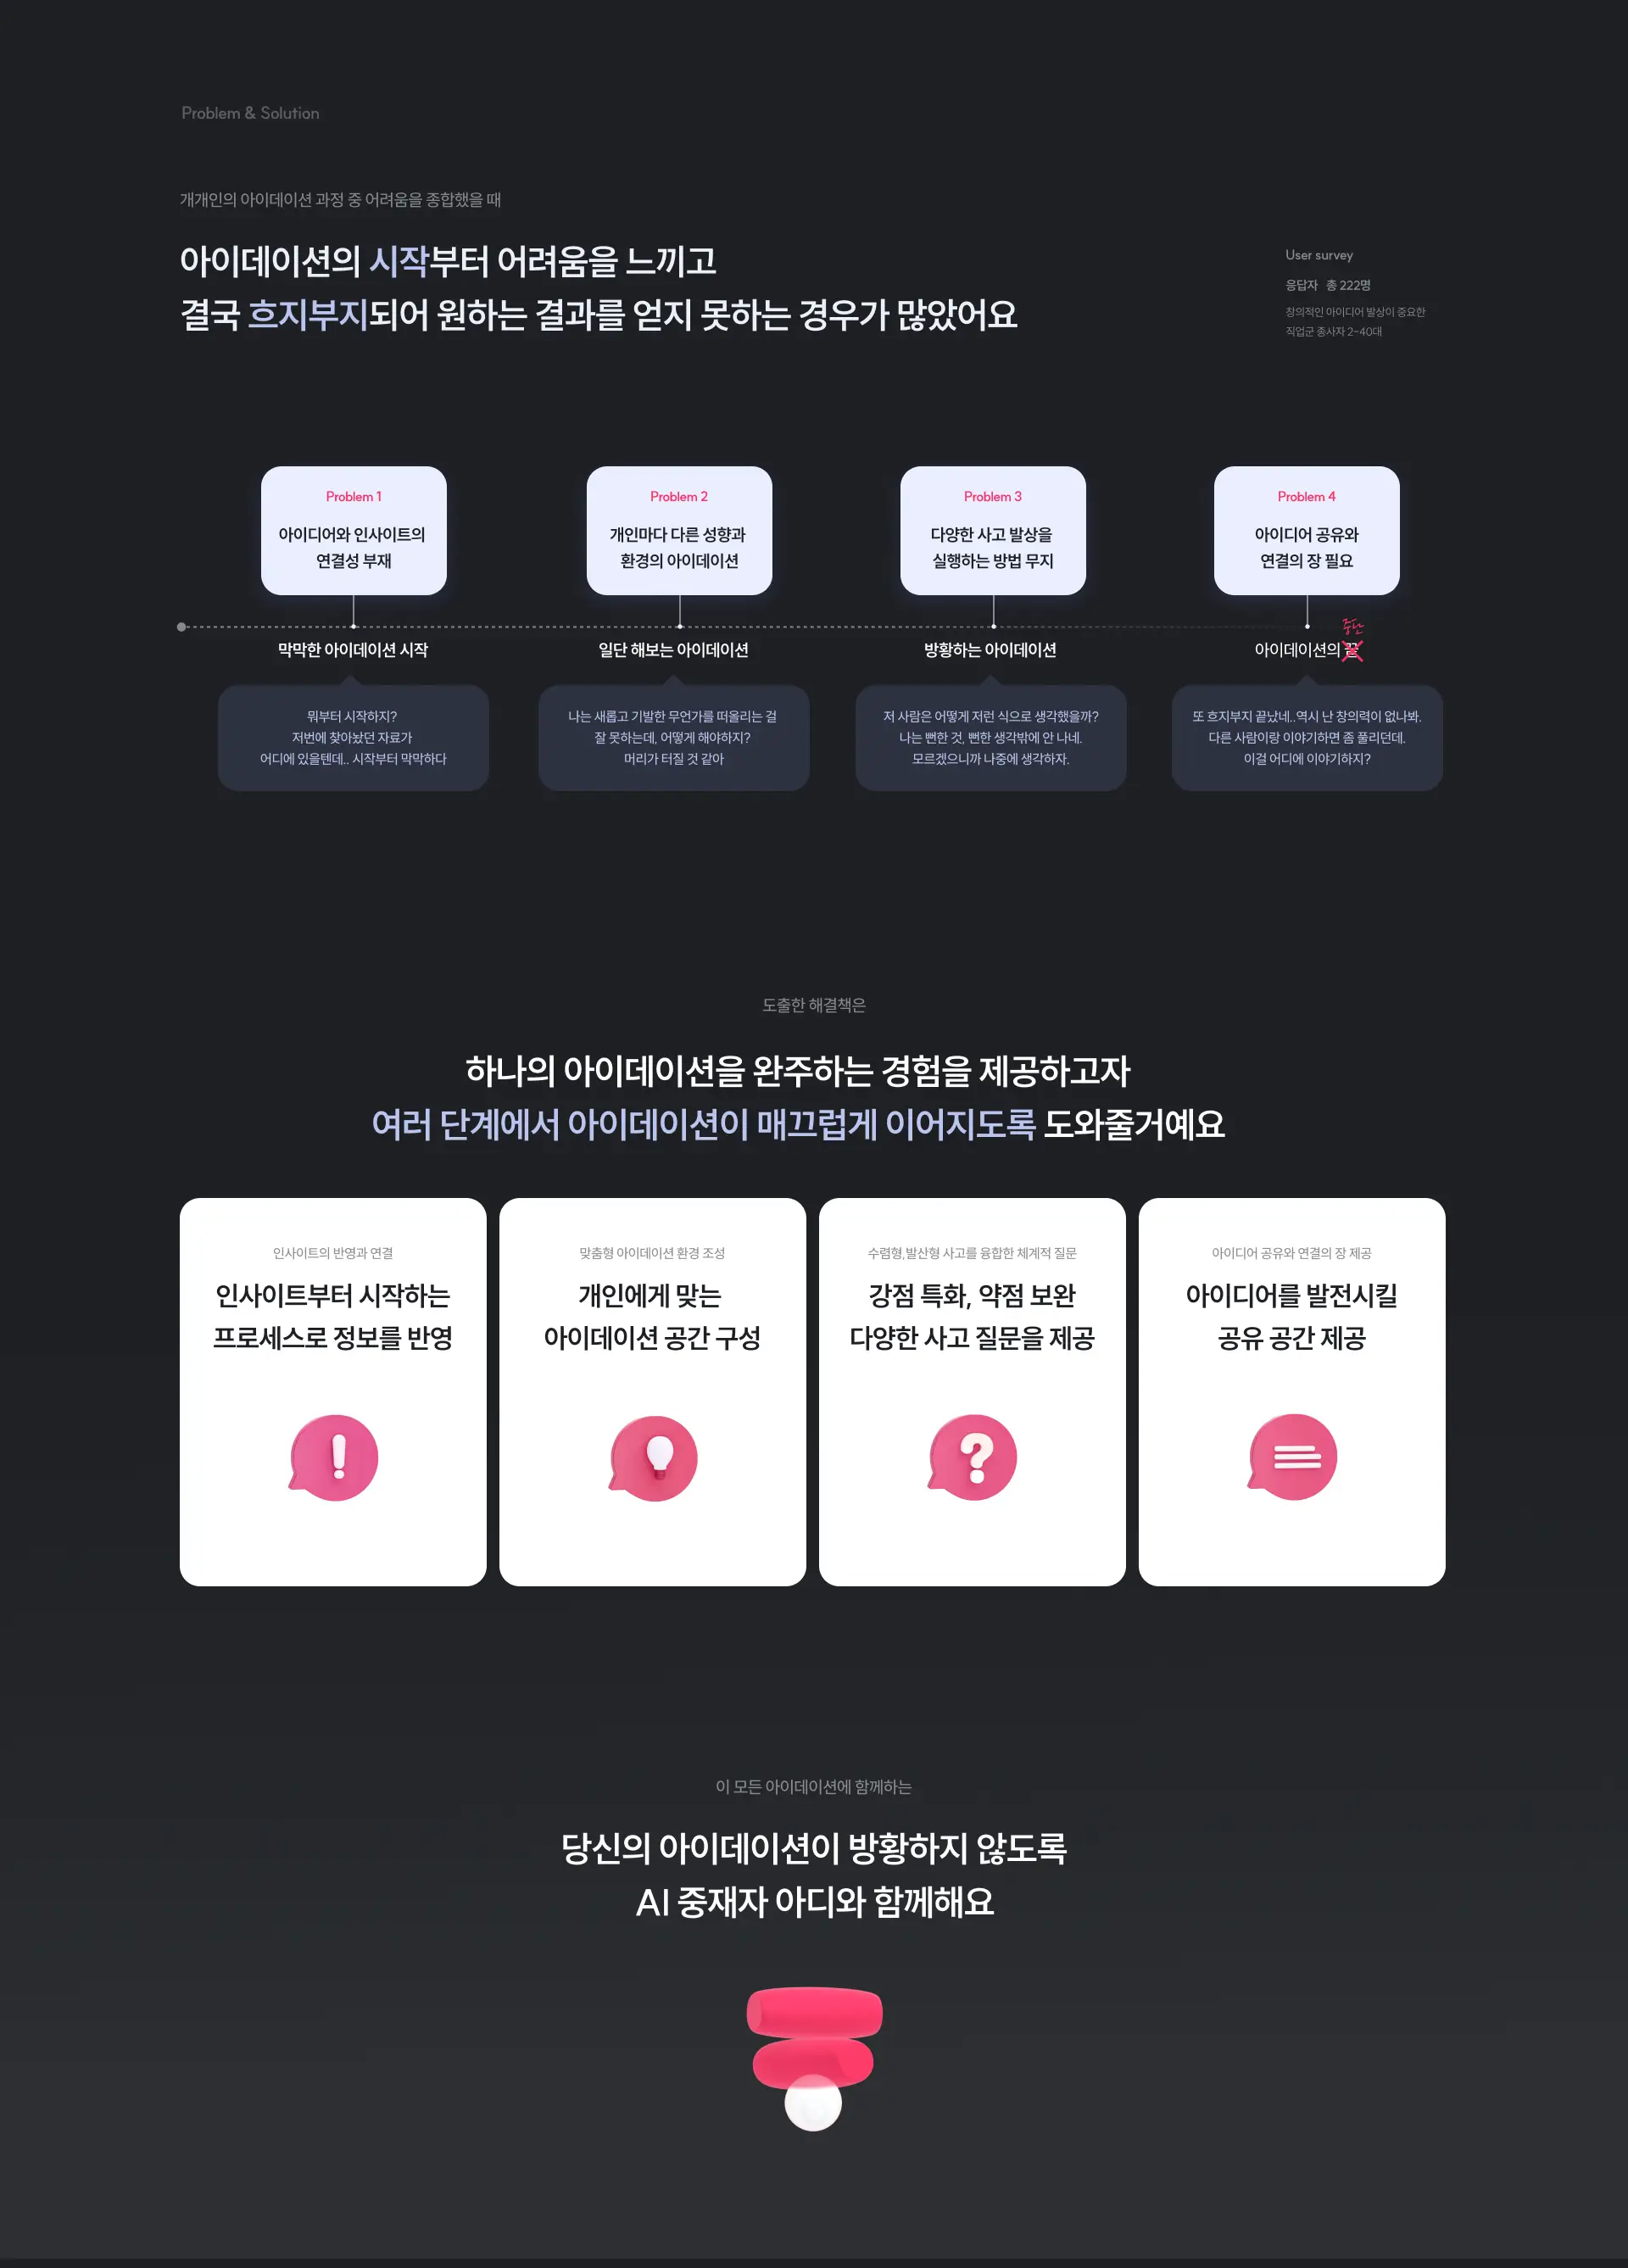 Problem & Solution
개개인의 아이데이션 과정 중 어려움을 종합했을 때
아이데이션의 시작부터 어려움을 느끼고
결국 흐지부지되어 원하는 결과를 얻지 못하는 경우가 많았어요
User survey
응답자 총 222명
창의적인 아이디어 발상이 중요한
직업군 종사자 2-40대
Problem 1
아이디어와 인사이트의
연결성 부재
막막한 아이데이션 시작
뭐부터 시작하지?
저번에 찾아놨던 자료가
어디에 있을텐데.. 시작부터 막막하다
Problem 2
개인마다 다른 성향과
환경의 아이데이션
일단 해보는 아이데이션
나는 새롭고 기발한 무언가를 떠올리는 걸
잘 못하는데, 어떻게 해야하지?
머리가 터질 것 같아
Problem 3
다양한 사고 발상을
실행하는 방법 무지
방황하는 아이데이션
저 사람은 어떻게 저런 식으로 생각했을까?
나는 뻔한 것, 뻔한 생각밖에 안 나네.
모르겠으니까 나중에 생각하자.
Problem 4
아이디어 공유와
연결의 장 필요
중단
아이데이션의 끝
또 흐지부지 끝났네..역시 난 창의력이 없나봐.
다른 사람이랑 이야기하면 좀 풀리던데.
이걸 어디에 이야기하지?
도출한 해결책은
하나의 아이데이션을 완주하는 경험을 제공하고자
여러 단계에서 아이데이션이 매끄럽게 이어지도록 도와줄거예요
인사이트의 반영과 연결
인사이트부터 시작하는
프로세스로 정보를 반영
맞춤형 아이데이션 환경 조성
개인에게 맞는
아이데이션 공간 구성
수렴형,발산형 사고를 융합한 체계적 질문
강점 특화, 약점 보완
다양한 사고 질문을 제공
아이디어 공유와 연결의 장 제공
아이디어를 발전시킬
공유 공간 제공
이 모든 아이데이션에 함께하는
당신의 아이데이션이 방황하지 않도록
AI 중재자 아디와 함께해요